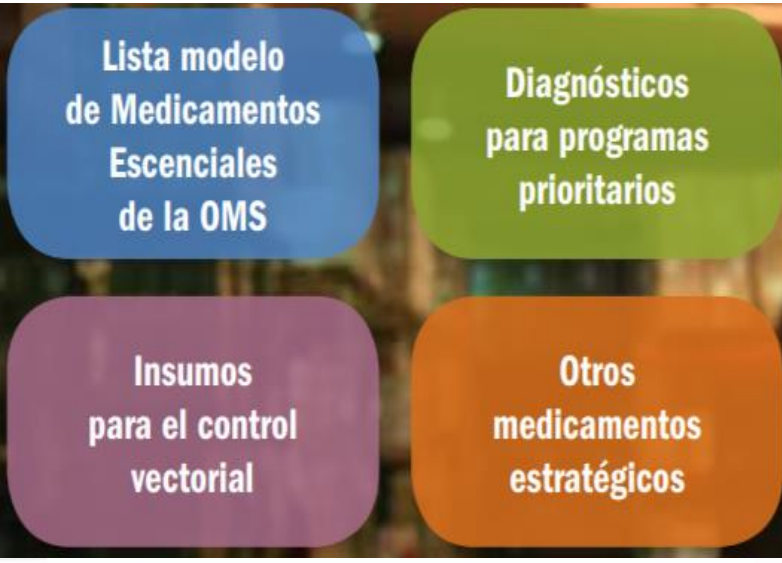 Lista modelo
de Medicamentos
Escenciales
de la OMS
Diagnósticos
para programas
prioritarios
Insumos
para el control
vectorial
Otros
medicamentos
estratégicos